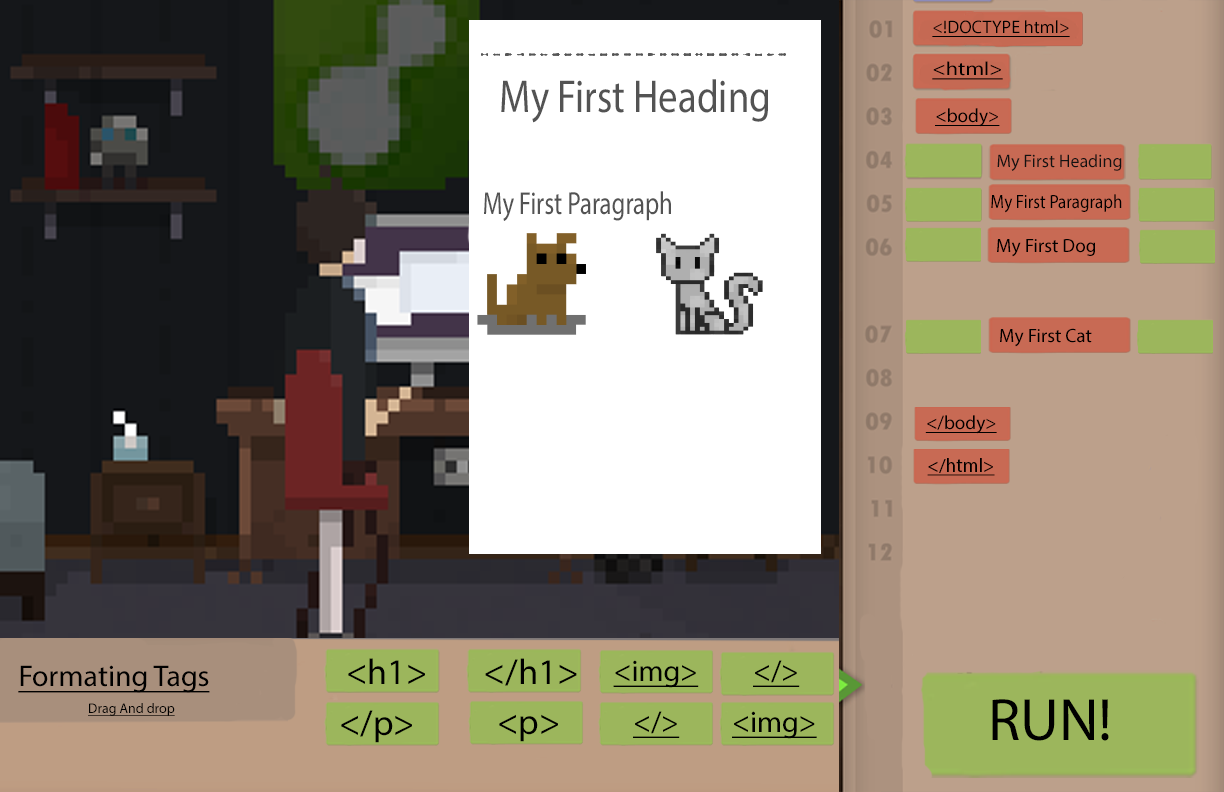 My First Heading
My First Paragraph
01 <!DOCTYPE html>
02 <html>
03 <body>
04 My First Heading
05 My First Paragraph
06 My First Dog
07 My First Cat
08
09 </body>
10 </html>
11
12
Formating Tags
Drag And drop
<h1> </h1> <img> </>
</p> <p> </> <img>
RUN!